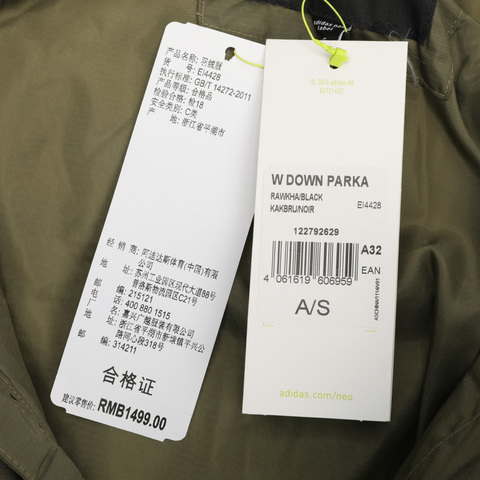 产品名称: 羽绒服
货 号: EI4428
执行标准: GB/T 14272-2011
产品等级: 合格品
检验合格: 检18
安全类别: C类
产 地: 浙江省平湖市
经 销 商: 阿迪达斯体育(中国)有限
公司
地 址: 苏州工业园区现代大道88号
普洛斯物流园区C21号
邮 编: 215121
电 话: 400 880 1515
制 造 商: 嘉兴广越服装有限公司
地 址: 浙江省平湖市新埭镇平兴公
路同心段318号
邮 编: 314211
合格证
建议零售价: RMB1499.00
adidas
label
adidas AG
W DOWN PARKA
RAWKHA/BLACK
KAKBRU/NOIR
EI4428
122792629
A32
EAN
4 061619 606959
A/S
adidas.com/neo